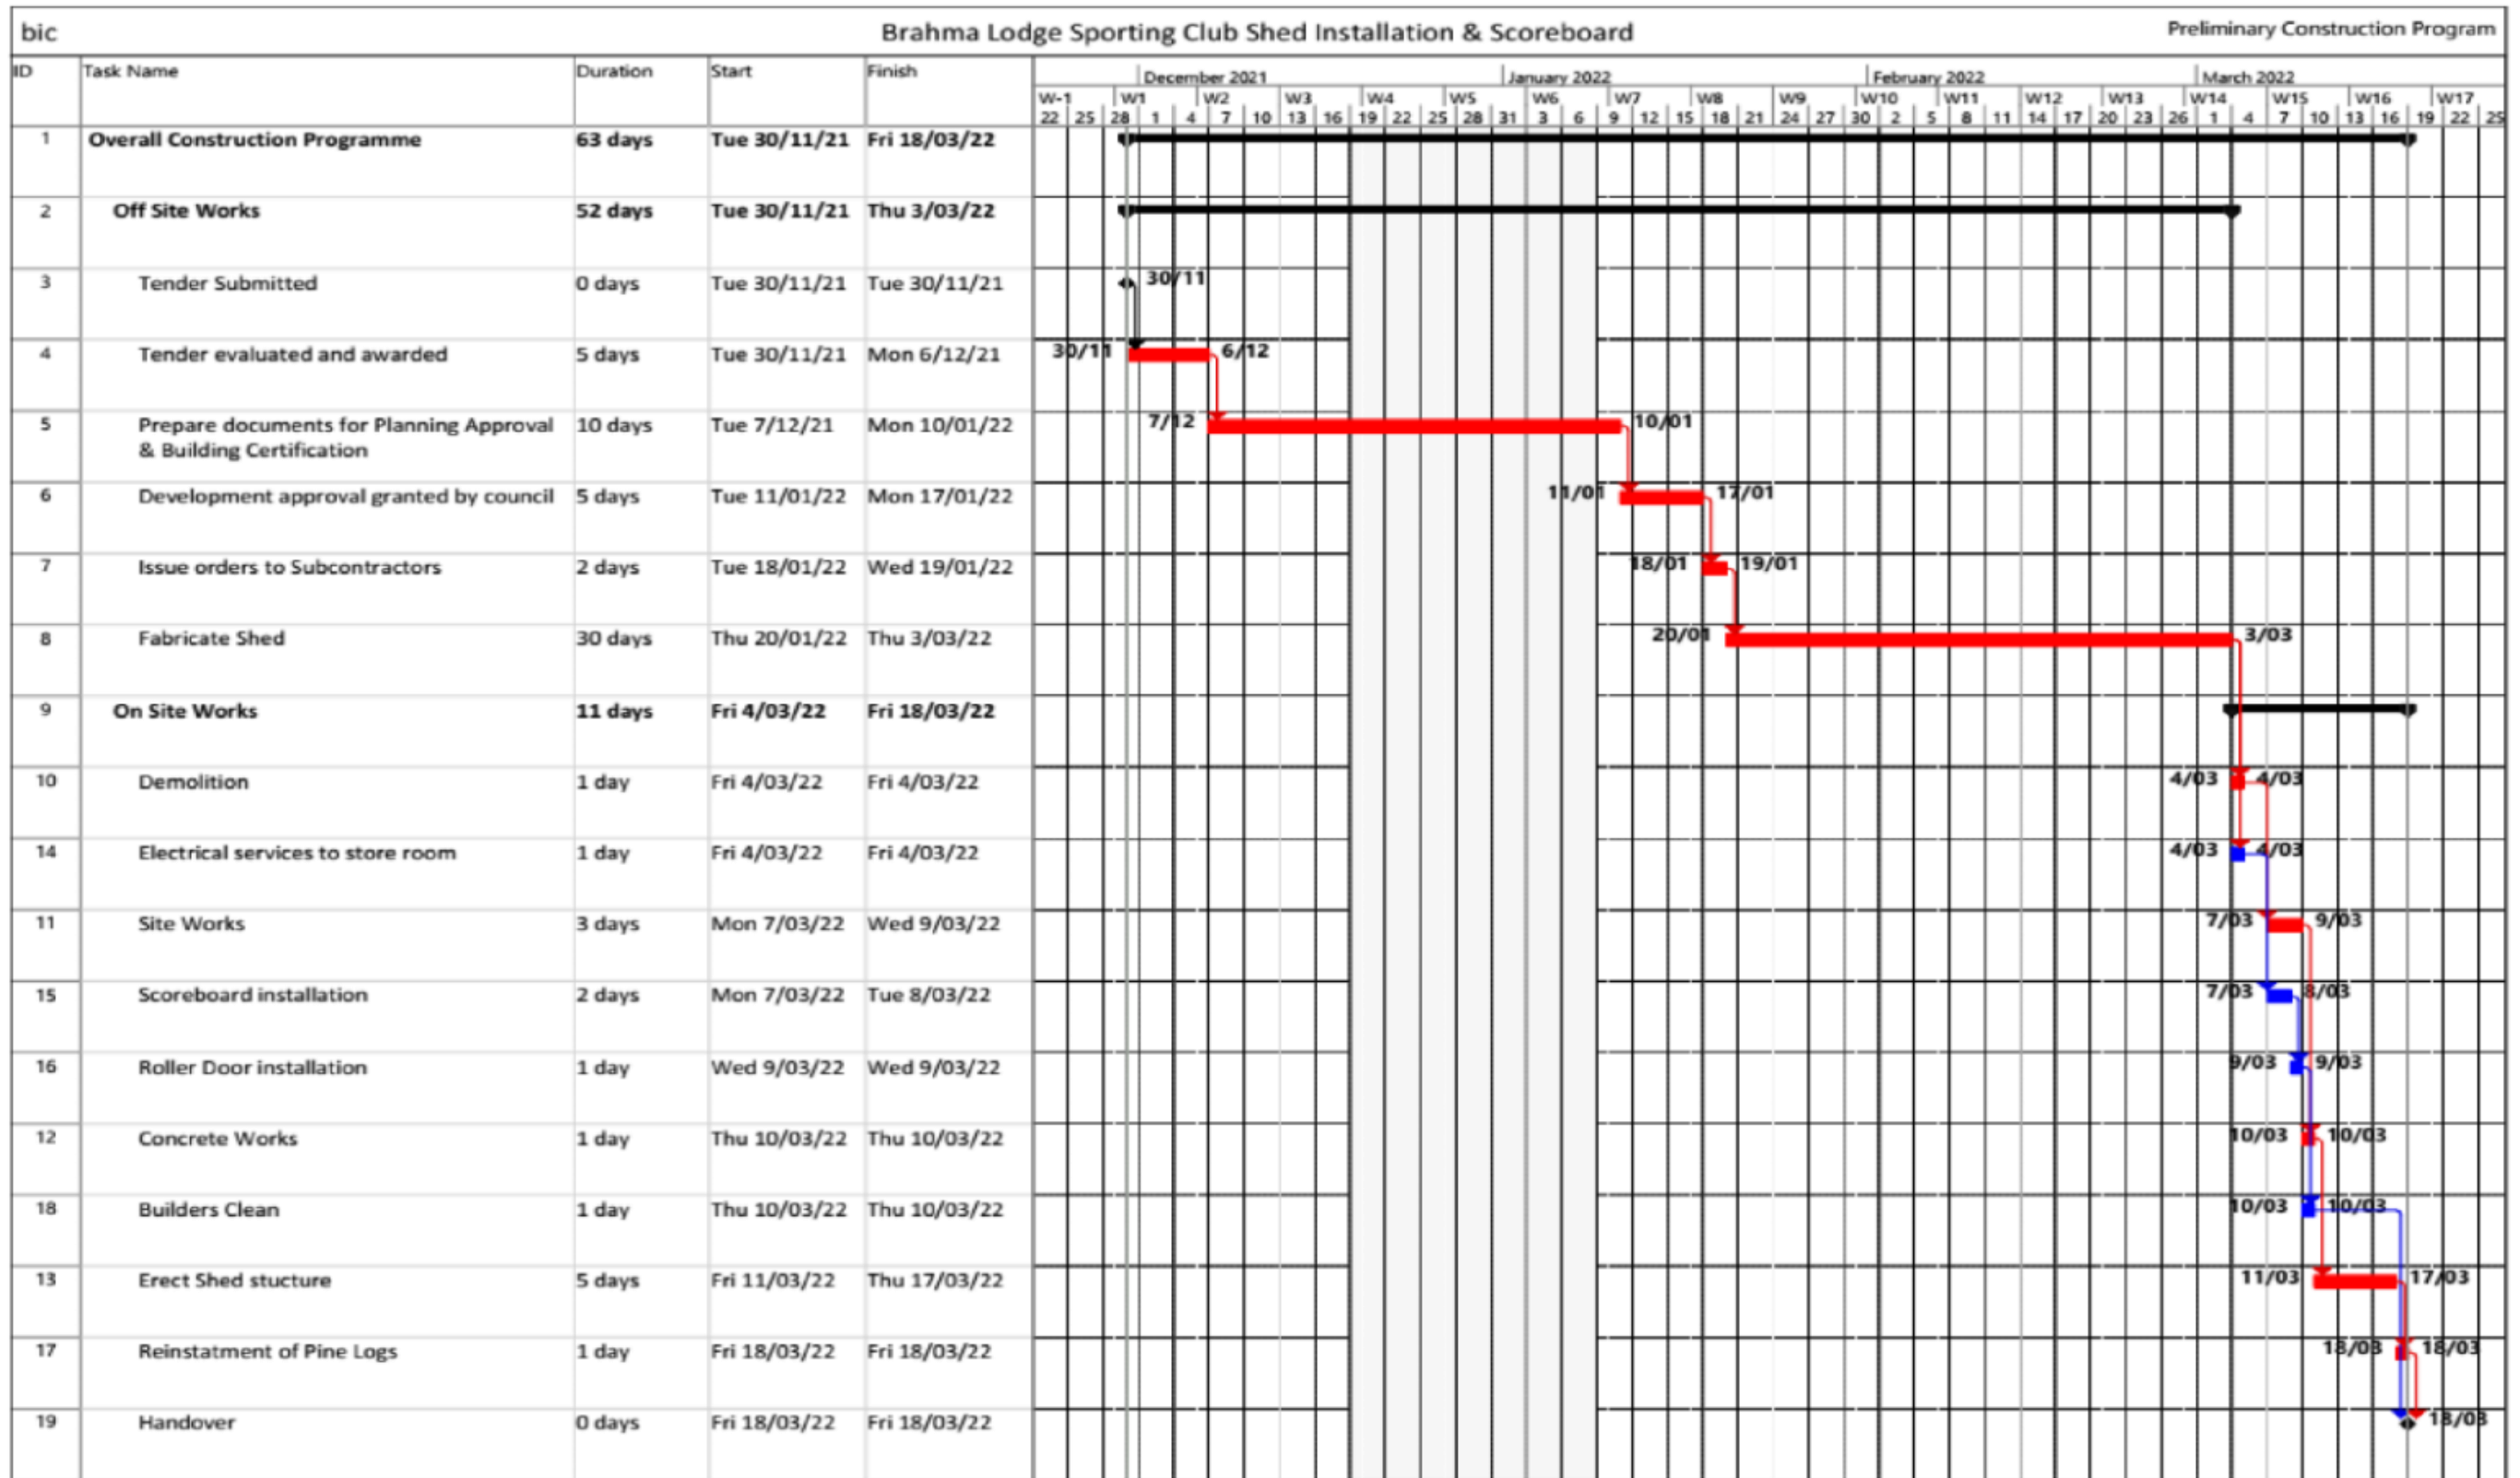 bic
Brahma Lodge Sporting Club Shed Installation & Scoreboard
Preliminary Construction Program
ID Task Name Duration Start Finish
December 2021 January 2022 February 2022 March 2022
W-1 W1 W2 W3 W4 W5 W6 W7 W8 W9 W10 W11 W12 W13 W14 W15 W16 W17
22 25 28 1 4 7 10 13 16 19 22 25 28 31 3 6 9 12 15 18 21 24 27 30 2 5 8 11 14 17 20 23 26 1 4 7 10 13 16 19 22 25
1 Overall Construction Programme 63 days Tue 30/11/21 Fri 18/03/22
2 Off Site Works 52 days Tue 30/11/21 Thu 3/03/22
3 Tender Submitted 0 days Tue 30/11/21 Tue 30/11/21 30/11
4 Tender evaluated and awarded 5 days Tue 30/11/21 Mon 6/12/21 30/11 6/12
5 Prepare documents for Planning Approval 10 days Tue 7/12/21 Mon 10/01/22 7/12 10/01
& Building Certification
6 Development approval granted by council 5 days Tue 11/01/22 Mon 17/01/22 11/01 17/01
7 Issue orders to Subcontractors 2 days Tue 18/01/22 Wed 19/01/22 18/01 19/01
8 Fabricate Shed 30 days Thu 20/01/22 Thu 3/03/22 20/01 3/03
9 On Site Works 11 days Fri 4/03/22 Fri 18/03/22
10 Demolition 1 day Fri 4/03/22 Fri 4/03/22 4/03 4/03
14 Electrical services to store room 1 day Fri 4/03/22 Fri 4/03/22 4/03 4/03
11 Site Works 3 days Mon 7/03/22 Wed 9/03/22 7/03 9/03
15 Scoreboard installation 2 days Mon 7/03/22 Tue 8/03/22 7/03 8/03
16 Roller Door installation 1 day Wed 9/03/22 Wed 9/03/22 9/03 9/03
12 Concrete Works 1 day Thu 10/03/22 Thu 10/03/22 10/03 10/03
18 Builders Clean 1 day Thu 10/03/22 Thu 10/03/22 10/03 10/03
13 Erect Shed stucture 5 days Fri 11/03/22 Thu 17/03/22 11/03 17/03
17 Reinstatment of Pine Logs 1 day Fri 18/03/22 Fri 18/03/22 18/03 18/03
19 Handover 0 days Fri 18/03/22 Fri 18/03/22 18/03